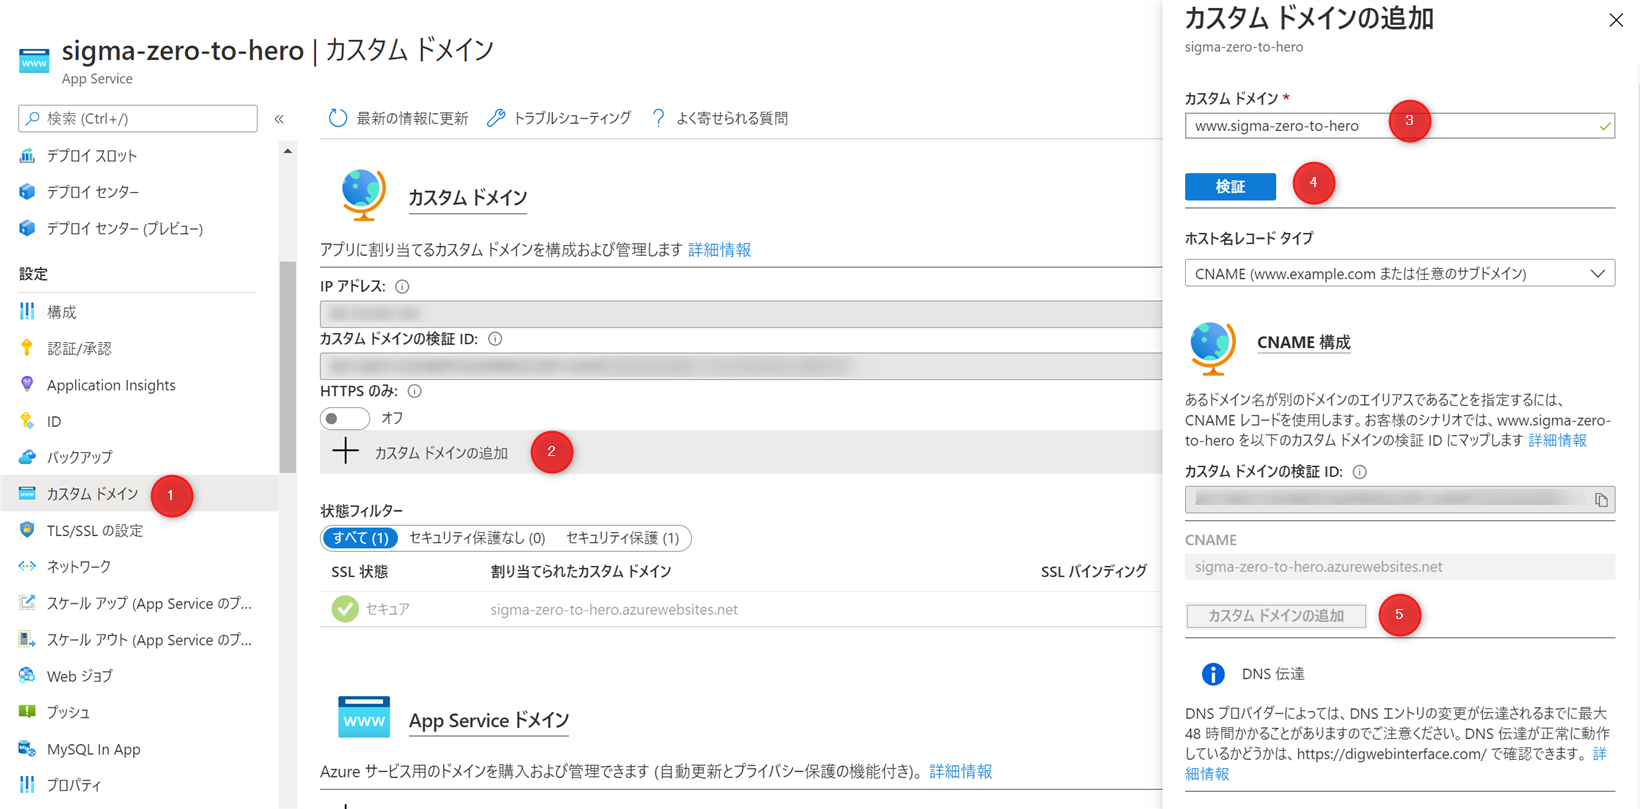 sigma-zero-to-hero | カスタム ドメイン
App Service
検索 (Ctrl+/)
«
デプロイ スロット
デプロイ センター
デプロイ センター (プレビュー)
設定
構成
認証/承認
Application Insights
ID
バックアップ
カスタム ドメイン
1
TLS/SSL の設定
ネットワーク
スケール アップ (App Service のプ...
スケール アウト (App Service のプ...
Web ジョブ
プッシュ
MySQL In App
プロパティ
最新の情報に更新
トラブルシューティング
? よく寄せられる質問
カスタム ドメイン
アプリに割り当てるカスタム ドメインを構成および管理します 詳細情報
IP アドレス:
カスタム ドメインの検証 ID:
HTTPS のみ:
オフ
カスタム ドメインの追加
2
状態フィルター
すべて (1) セキュリティ保護なし (0) セキュリティ保護 (1)
SSL 状態 割り当てられたカスタム ドメイン SSL バインディング
セキュア sigma-zero-to-hero.azurewebsites.net
www
App Service ドメイン
Azure サービス用のドメインを購入および管理できます (自動更新とプライバシー保護の機能付き)。 詳細情報
カスタム ドメインの追加
sigma-zero-to-hero
カスタム ドメイン *
www.sigma-zero-to-hero
3
検証
4
ホスト名レコード タイプ
CNAME (www.example.com または任意のサブドメイン)
CNAME 構成
あるドメイン名が別のドメインのエイリアスであることを指定するには、
CNAME レコードを使用します。お客様のシナリオでは、www.sigma-zero-
to-hero を以下のカスタム ドメインの検証 ID にマップします 詳細情報
カスタム ドメインの検証 ID:
CNAME
sigma-zero-to-hero.azurewebsites.net
カスタム ドメインの追加
5
DNS 伝達
DNS プロバイダーによっては、DNS エントリの変更が伝達されるまでに最大
48 時間かかることがありますのでご注意ください。DNS 伝達が正常に動作
しているかどうかは、https://digwebinterface.com/ で確認できます。 詳
細情報